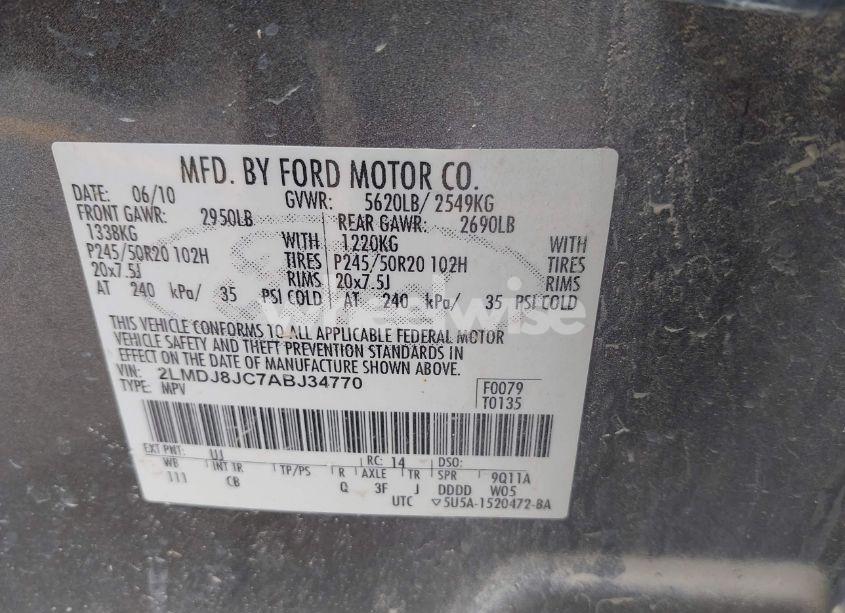 MFD. BY FORD MOTOR CO.
DATE: 06/10 GVWR: 5620LB/ 2549KG
FRONT GAWR: 2950LB REAR GAWR: 2690LB
1338KG WITH 1220KG WITH
P245/50R20 102H TIRES P245/50R20 102H TIRES
20x7.5J RIMS 20x7.5J RIMS
AT 240 kPa/ 35 PSI COLD AT 240 kPa/ 35 PSI COLD
THIS VEHICLE CONFORMS TO ALL APPLICABLE FEDERAL MOTOR
VEHICLE SAFETY AND THEFT PREVENTION STANDARDS IN
EFFECT ON THE DATE OF MANUFACTURE SHOWN ABOVE.
VIN: 2LMDJ8JC7ABJ34770
TYPE: MPV
F0079
T0135
EXT PNT: UJ RC: 14 DSO:
WB INT TR TP/PS R AXLE TR SPR 9Q11A
111 CB Q 3F J DDDD W05
UTC 5U5A-1520472-BA
wheelwise